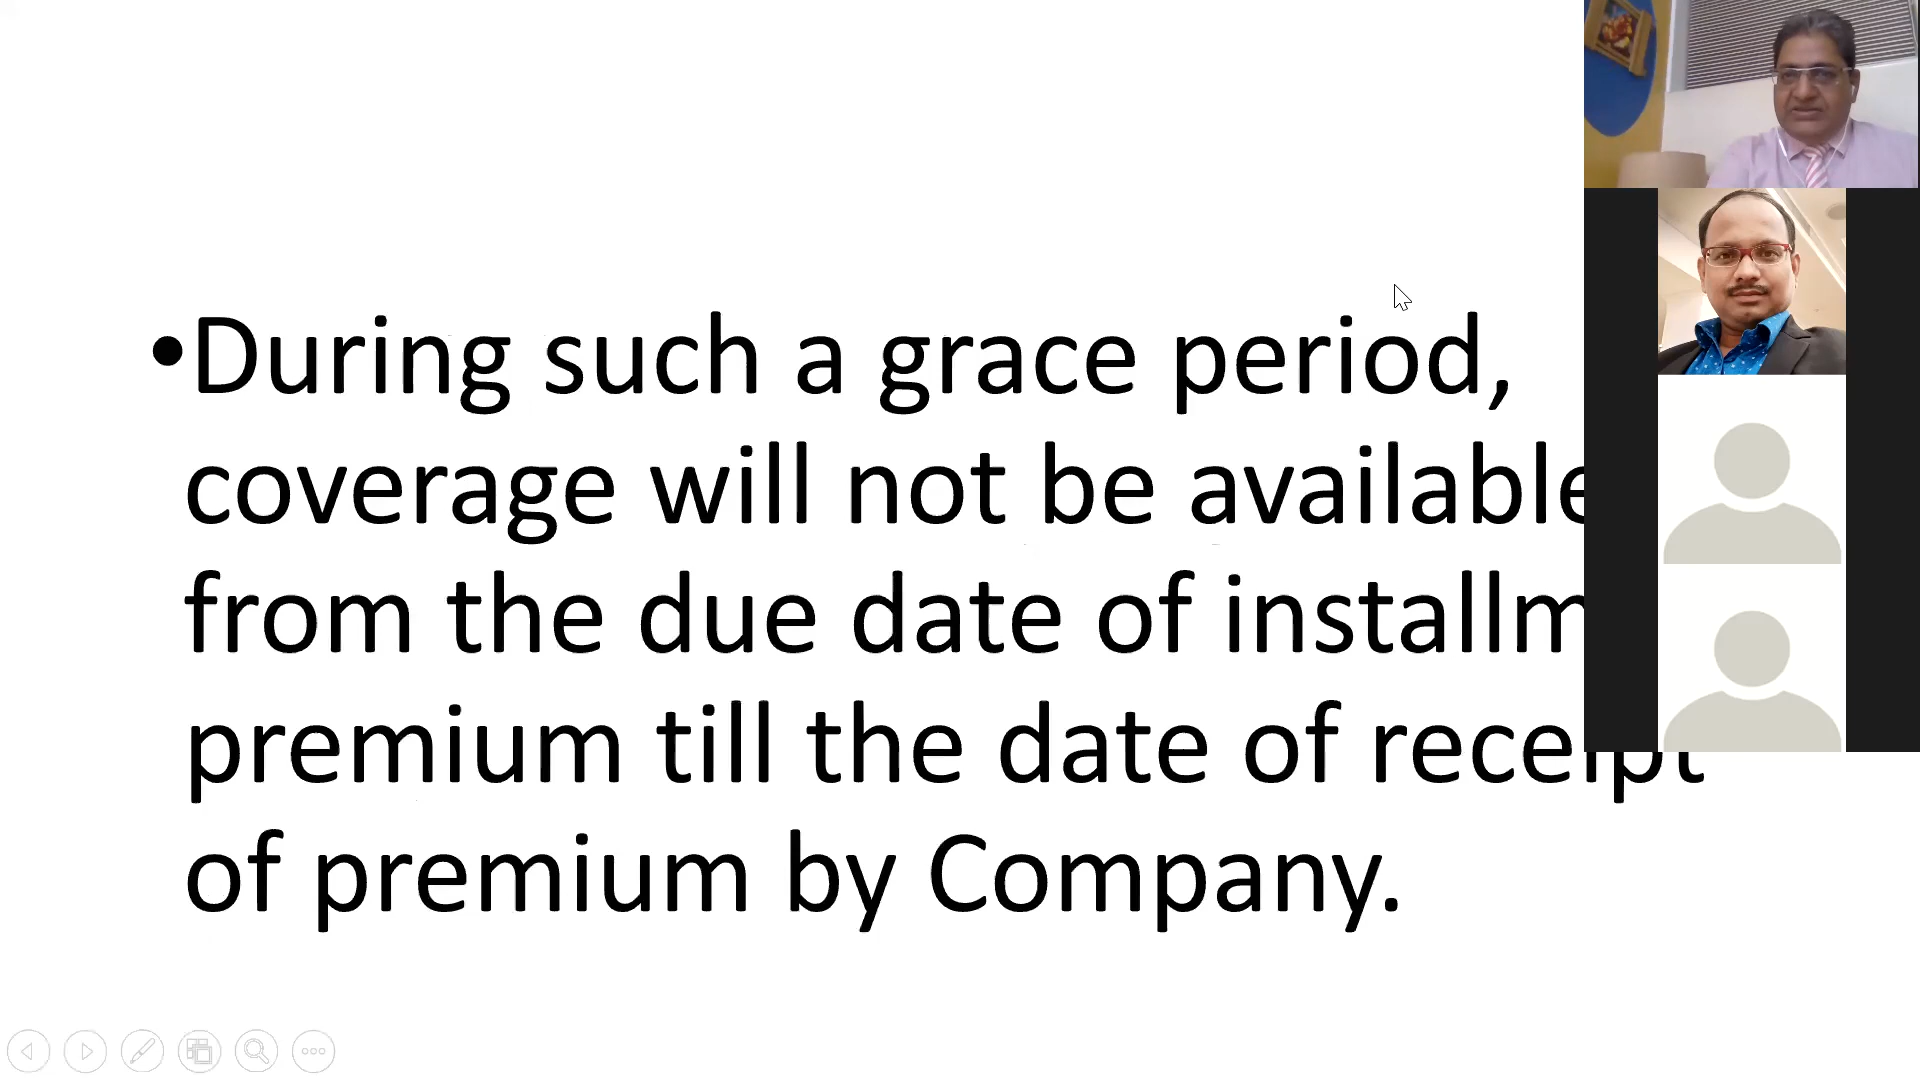 •During such a grace period,
coverage will not be available
from the due date of installm
premium till the date of receipt
of premium by Company.